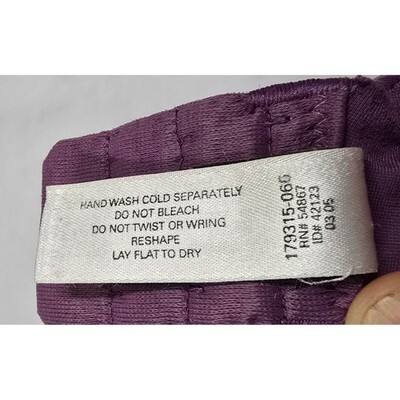 HAND WASH COLD SEPARATELY
DO NOT BLEACH
DO NOT TWIST OR WRING
RESHAPE
LAY FLAT TO DRY
179315-066
RN# 54867
ID# 42123
03 05